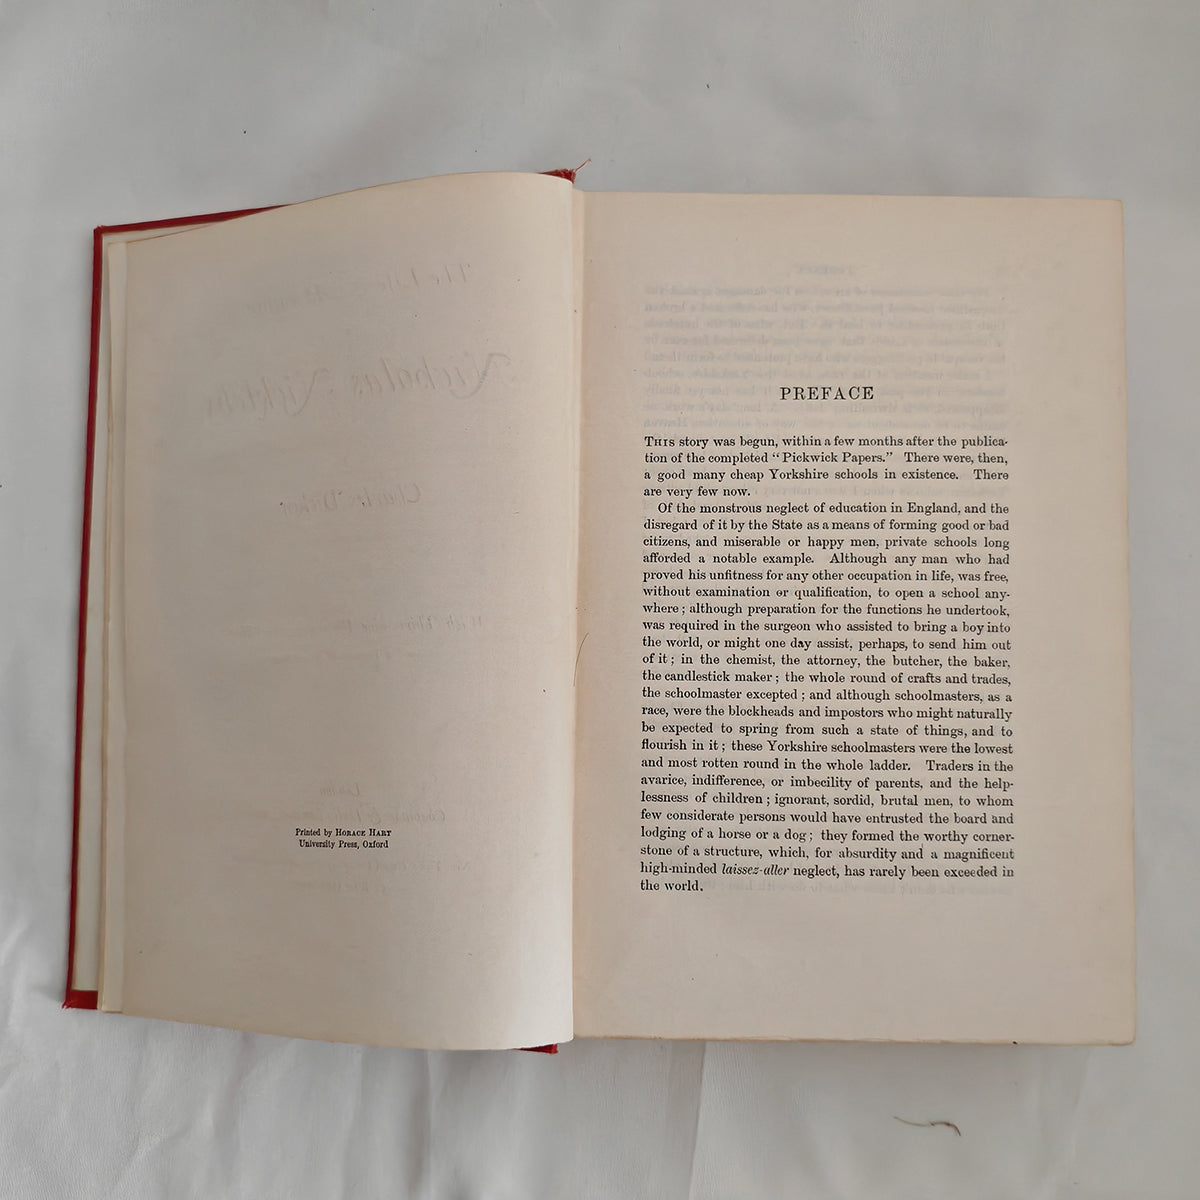 Printed by HORACE HART
University Press, Oxford
PREFACE
THIS story was begun, within a few months after the publica-
tion of the completed “Pickwick Papers.” There were, then,
a good many cheap Yorkshire schools in existence. There
are very few now.
Of the monstrous neglect of education in England, and the
disregard of it by the State as a means of forming good or bad
citizens, and miserable or happy men, private schools long
afforded a notable example. Although any man who had
proved his unfitness for any other occupation in life, was free,
without examination or qualification, to open a school any-
where; although preparation for the functions he undertook,
was required in the surgeon who assisted to bring a boy into
the world, or might one day assist, perhaps, to send him out
of it; in the chemist, the attorney, the butcher, the baker,
the candlestick maker; the whole round of crafts and trades,
the schoolmaster excepted; and although schoolmasters, as a
race, were the blockheads and impostors who might naturally
be expected to spring from such a state of things, and to
flourish in it; these Yorkshire schoolmasters were the lowest
and most rotten round in the whole ladder. Traders in the
avarice, indifference, or imbecility of parents, and the help-
lessness of children; ignorant, sordid, brutal men, to whom
few considerate persons would have entrusted the board and
lodging of a horse or a dog; they formed the worthy corner-
stone of a structure, which, for absurdity and a magnificent
high-minded laissez-aller neglect, has rarely been exceeded in
the world.